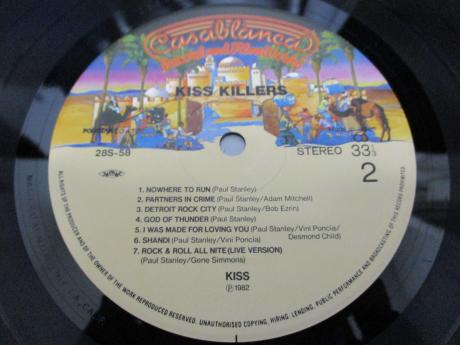 Casablanca
Record and FilmWorks
KISS KILLERS
28S-58
STEREO 33⅓
2
1. NOWHERE TO RUN (Paul Stanley)
2. PARTNERS IN CRIME (Paul Stanley/Adam Mitchell)
3. DETROIT ROCK CITY (Paul Stanley/Bob Ezrin)
4. GOD OF THUNDER (Paul Stanley)
5. I WAS MADE FOR LOVING YOU (Paul Stanley/Vini Poncia/
Desmond Child)
6. SHANDI (Paul Stanley/Vini Poncia)
7. ROCK & ROLL ALL NITE (LIVE VERSION)
(Paul Stanley/Gene Simmons)
KISS
Ⓟ1982
ALL RIGHTS OF THE PRODUCER AND OF THE OWNER OF THE WORK REPRODUCED RESERVED. UNAUTHORISED COPYING, HIRING, LENDING, PUBLIC PERFORMANCE AND BROADCASTING OF THIS RECORD PROHIBITED.